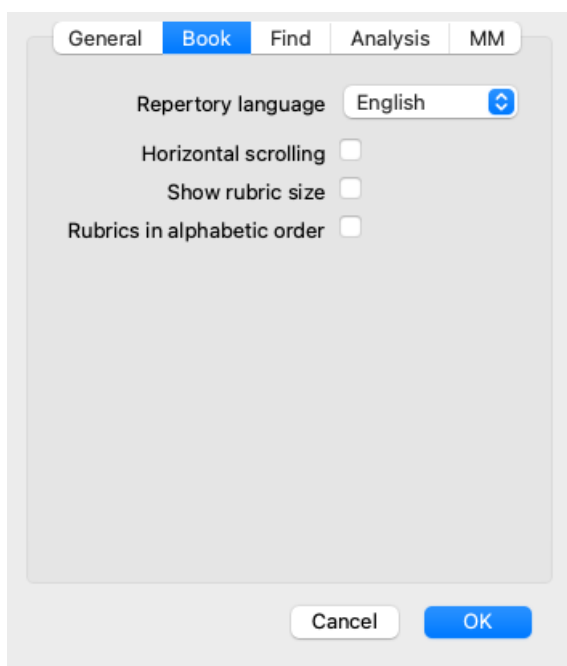 General Book Find Analysis MM
Repertory language English
Horizontal scrolling
Show rubric size
Rubrics in alphabetic order
Cancel OK